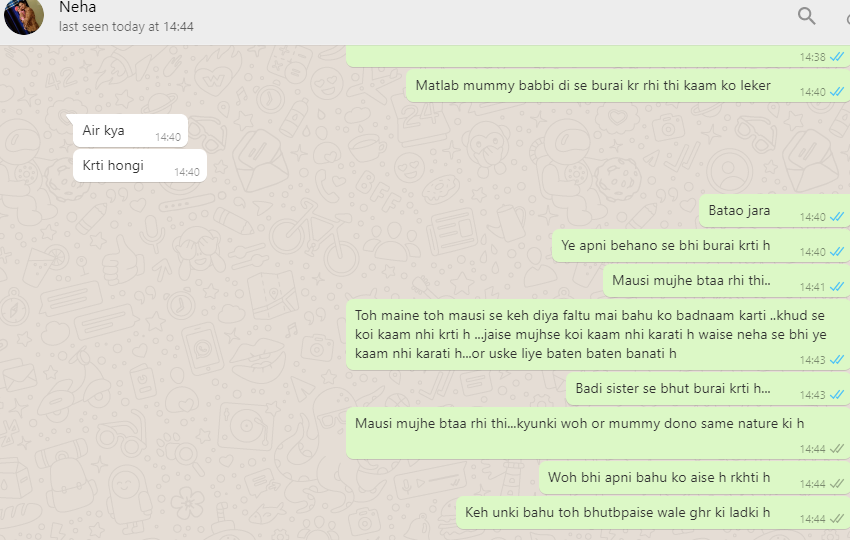 Neha
last seen today at 14:44
14:38
Matlab mummy babbi di se burai kr rhi thi kaam ko leker
14:40
Air kya
14:40
Krti hongi
14:40
Batao jara
14:40
Ye apni behano se bhi burai krti h
14:40
Mausi mujhe btaa rhi thi..
14:41
Toh maine toh mausi se keh diya faltu mai bahu ko badnaam karti ..khud se
koi kaam nhi krti h ...jaise mujhse koi kaam nhi karati h waise neha se bhi ye
kaam nhi karati h...or uske liye baten baten banati h
14:43
Badi sister se bhut burai krti h...
14:43
Mausi mujhe btaa rhi thi...kyunki woh or mummy dono same nature ki h
14:44
Woh bhi apni bahu ko aise h rkhti h
14:44
Keh unki bahu toh bhutbpaise wale ghr ki ladki h
14:44